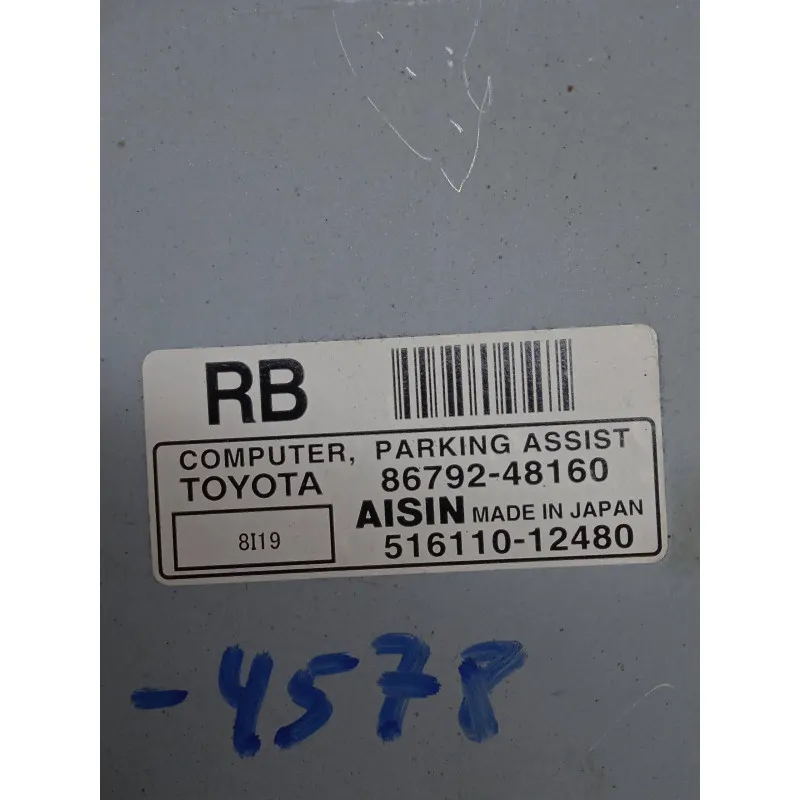 RB
COMPUTER, PARKING ASSIST
TOYOTA 86792-48160
AISIN MADE IN JAPAN
8I19 516110-12480
-4578